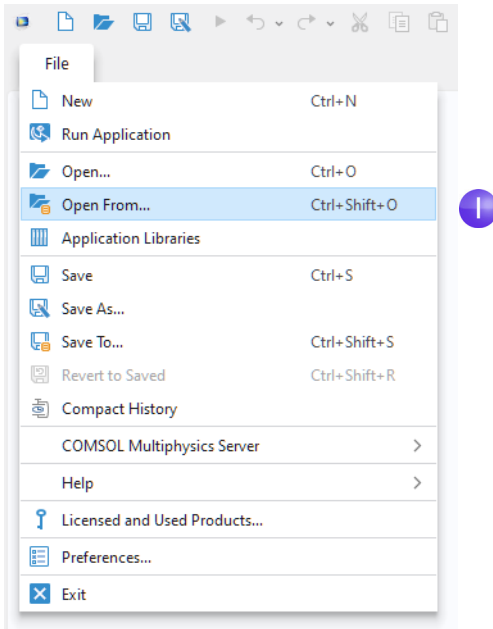 File
New Ctrl+N
Run Application
Open... Ctrl+O
Open From... Ctrl+Shift+O
Application Libraries
Save Ctrl+S
Save As...
Save To... Ctrl+Shift+S
Revert to Saved Ctrl+Shift+R
Compact History
COMSOL Multiphysics Server
Help
Licensed and Used Products...
Preferences...
Exit